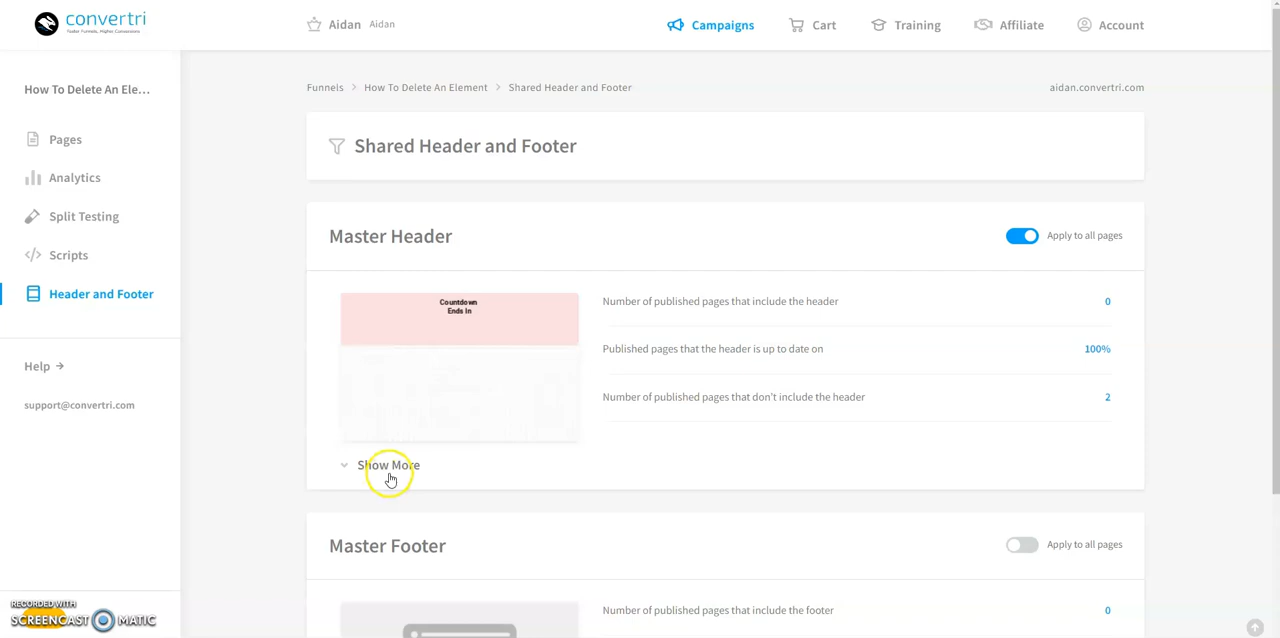 convertri
Faster Funnels, Higher Conversions
Aidan Aidan
Campaigns
Cart
Training
Affiliate
Account
How To Delete An Ele...
Pages
Analytics
Split Testing
Scripts
Header and Footer
Help →
support@convertri.com
RECORDED WITH
SCREENCAST MATIC
Funnels > How To Delete An Element > Shared Header and Footer
aidan.convertri.com
Shared Header and Footer
Master Header
Apply to all pages
Countdown
Ends In
Number of published pages that include the header 0
Published pages that the header is up to date on 100%
Number of published pages that don't include the header 2
Show More
Master Footer
Apply to all pages
Number of published pages that include the footer 0